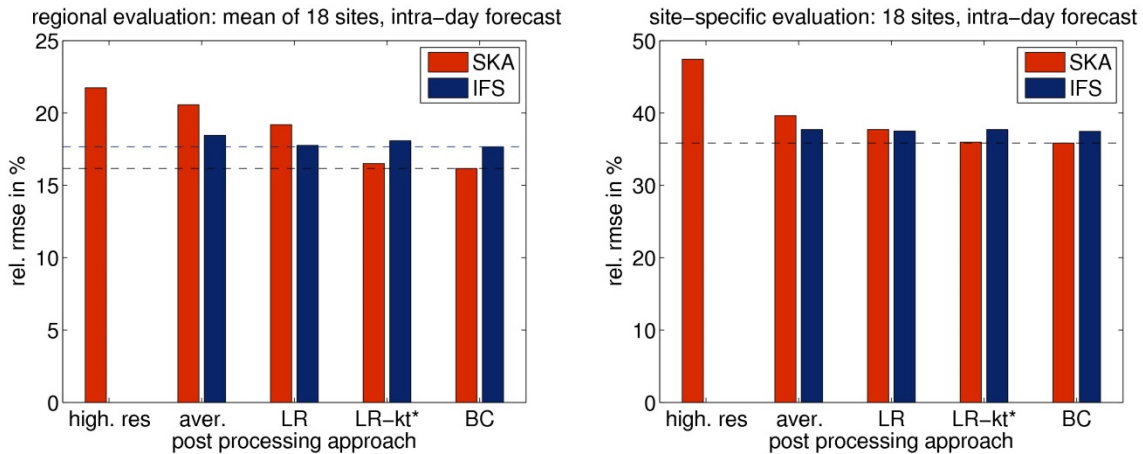 regional evaluation: mean of 18 sites, intra-day forecast
25
20
15
10
5
0
rel. rmse in %
SKA
IFS
high. res aver. LR LR-kt* BC
post processing approach
site-specific evaluation: 18 sites, intra-day forecast
50
40
30
20
10
0
rel. rmse in %
SKA
IFS
high. res aver. LR LR-kt* BC
post processing approach